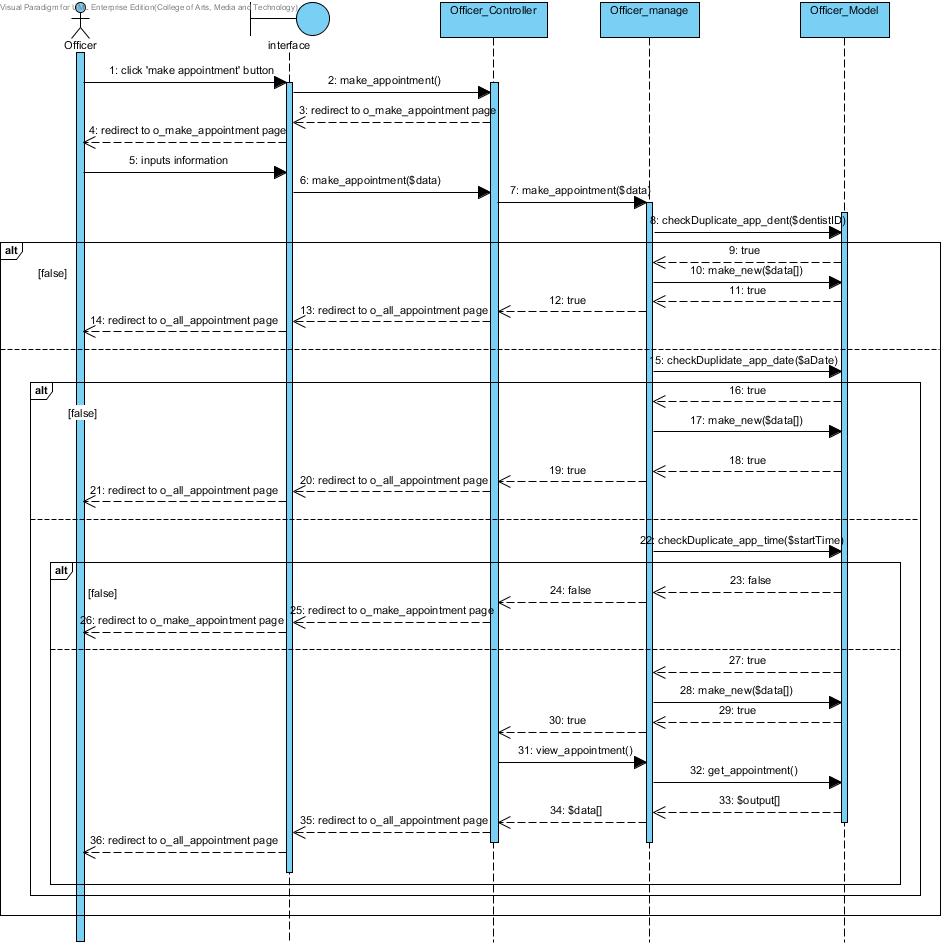 Visual Paradigm for UML Enterprise Edition(College of Arts, Media and Technology)
Officer
interface
Officer_Controller
Officer_manage
Officer_Model
1: click 'make appointment' button
2: make_appointment()
3: redirect to o_make_appointment page
4: redirect to o_make_appointment page
5: inputs information
6: make_appointment($data)
7: make_appointment($data)
8: checkDuplicate_app_dent($dentistID)
alt
[false]
9: true
10: make_new($data[])
11: true
12: true
13: redirect to o_all_appointment page
14: redirect to o_all_appointment page
15: checkDuplidate_app_date($aDate)
alt
[false]
16: true
17: make_new($data[])
18: true
19: true
20: redirect to o_all_appointment page
21: redirect to o_all_appointment page
22: checkDuplicate_app_time($startTime)
alt
[false]
23: false
24: false
25: redirect to o_make_appointment page
26: redirect to o_make_appointment page
27: true
28: make_new($data[])
29: true
30: true
31: view_appointment()
32: get_appointment()
33: $output[]
34: $data[]
35: redirect to o_all_appointment page
36: redirect to o_all_appointment page